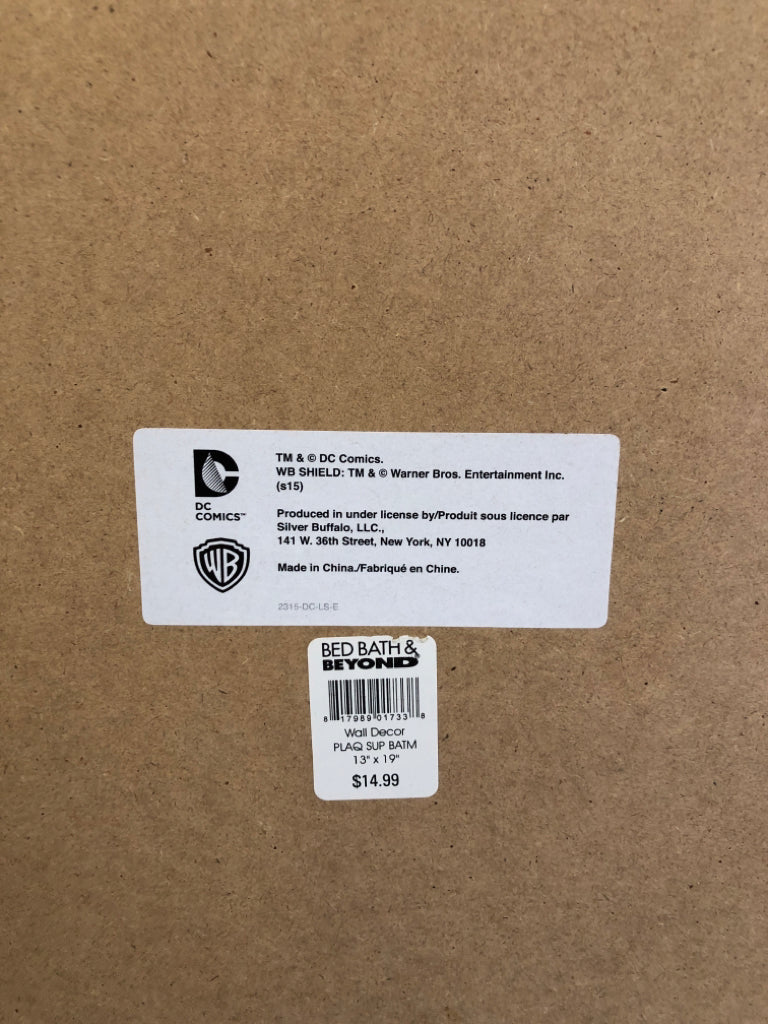 DC
COMICS™
WB
TM & © DC Comics.
WB SHIELD: TM & © Warner Bros. Entertainment Inc.
(s15)
Produced in under license by/Produit sous licence par
Silver Buffalo, LLC.,
141 W. 36th Street, New York, NY 10018
Made in China./Fabriqué en Chine.
2315-DC-LS-E
BED BATH &
BEYOND®
8 17989 01733 8
Wall Decor
PLAQ SUP BATM
13" x 19"
$14.99